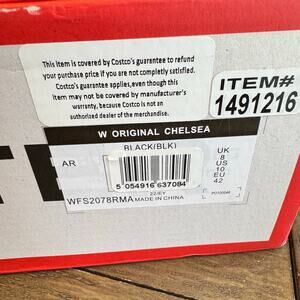 This item is covered by Costco's guarantee to refund
your purchase price if you are not completely satisfied.
Costco's guarantee applies, even though this
item may not be covered by manufacturer's
warranty, because Costco is not an
authorized dealer of the merchandise.
ITEM#
1491216
W ORIGINAL CHELSEA
BLACK(BLK)
AR
UK
8
US
10
EU
42
5 054916 637084
22/EY
WFS2078RMA MADE IN CHINA